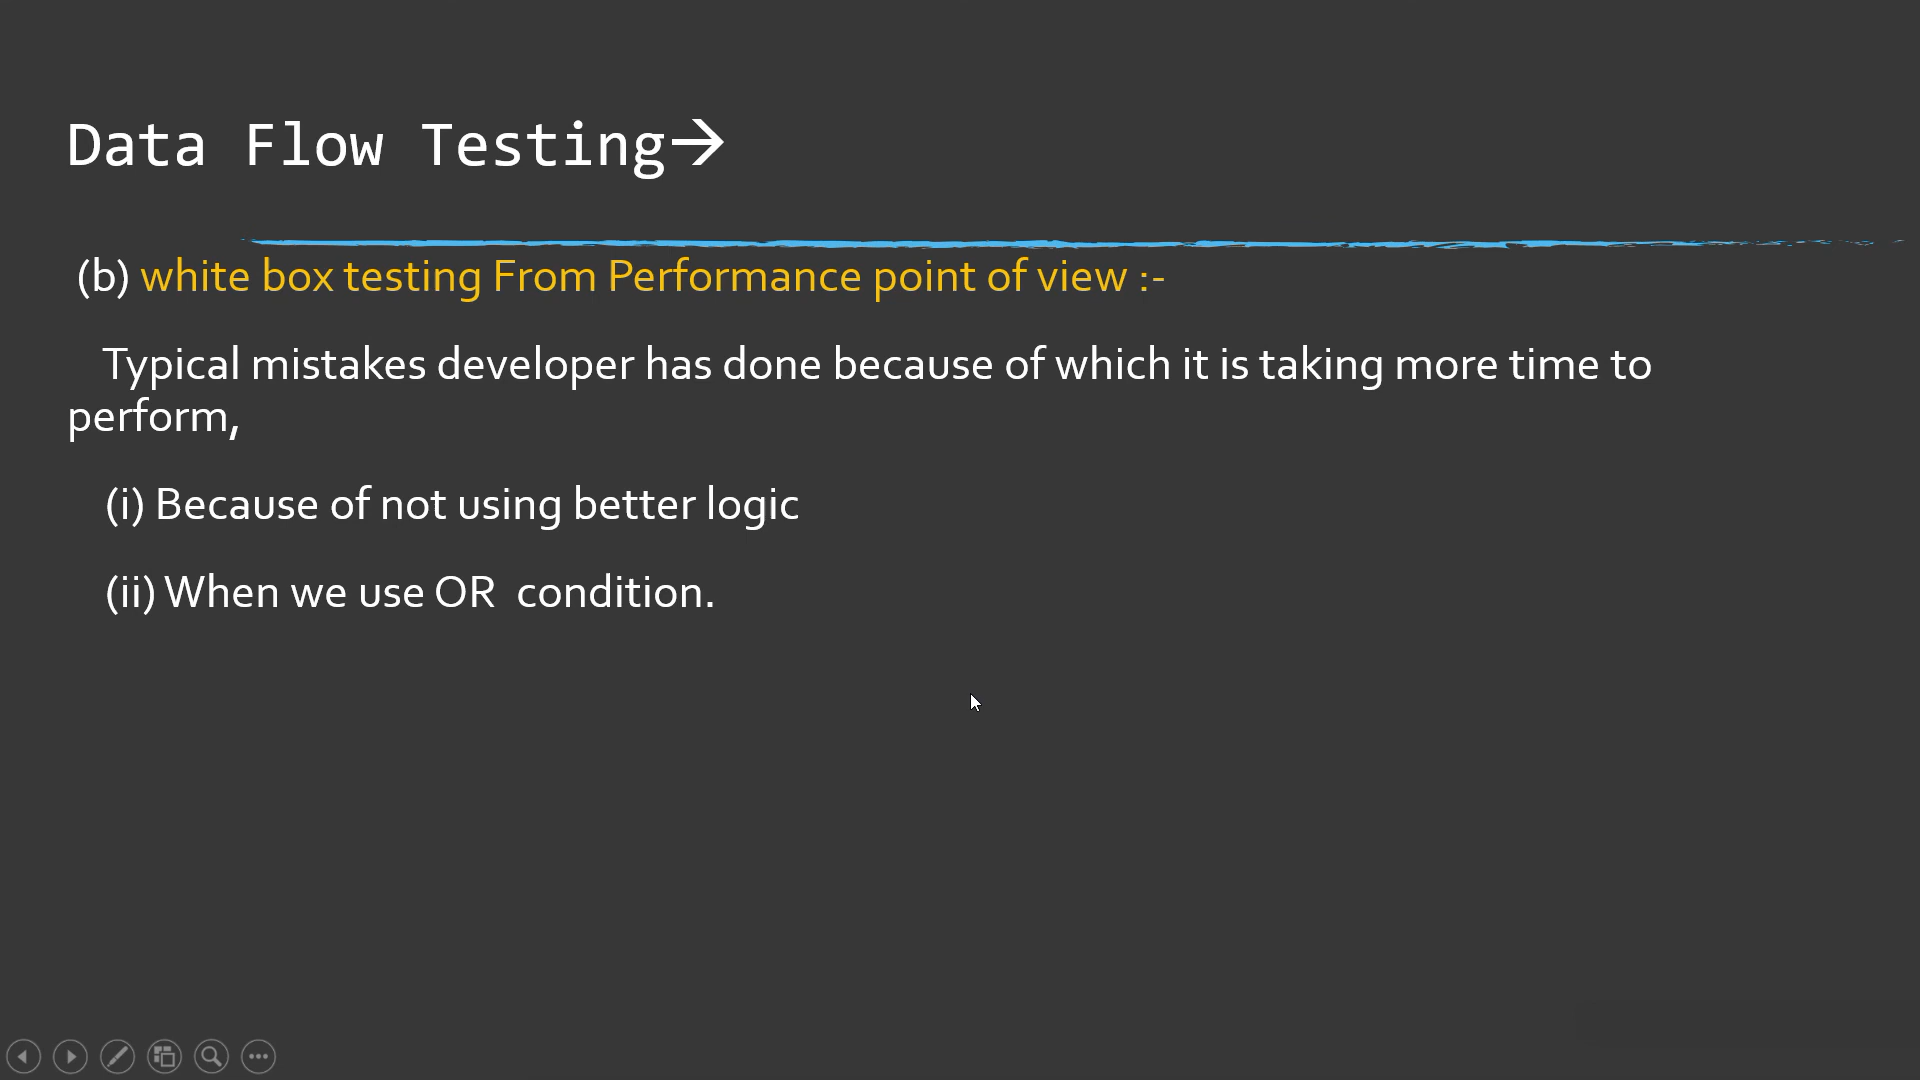 Data Flow Testing→
(b) white box testing From Performance point of view :-
Typical mistakes developer has done because of which it is taking more time to
perform,
(i) Because of not using better logic
(ii) When we use OR  condition.